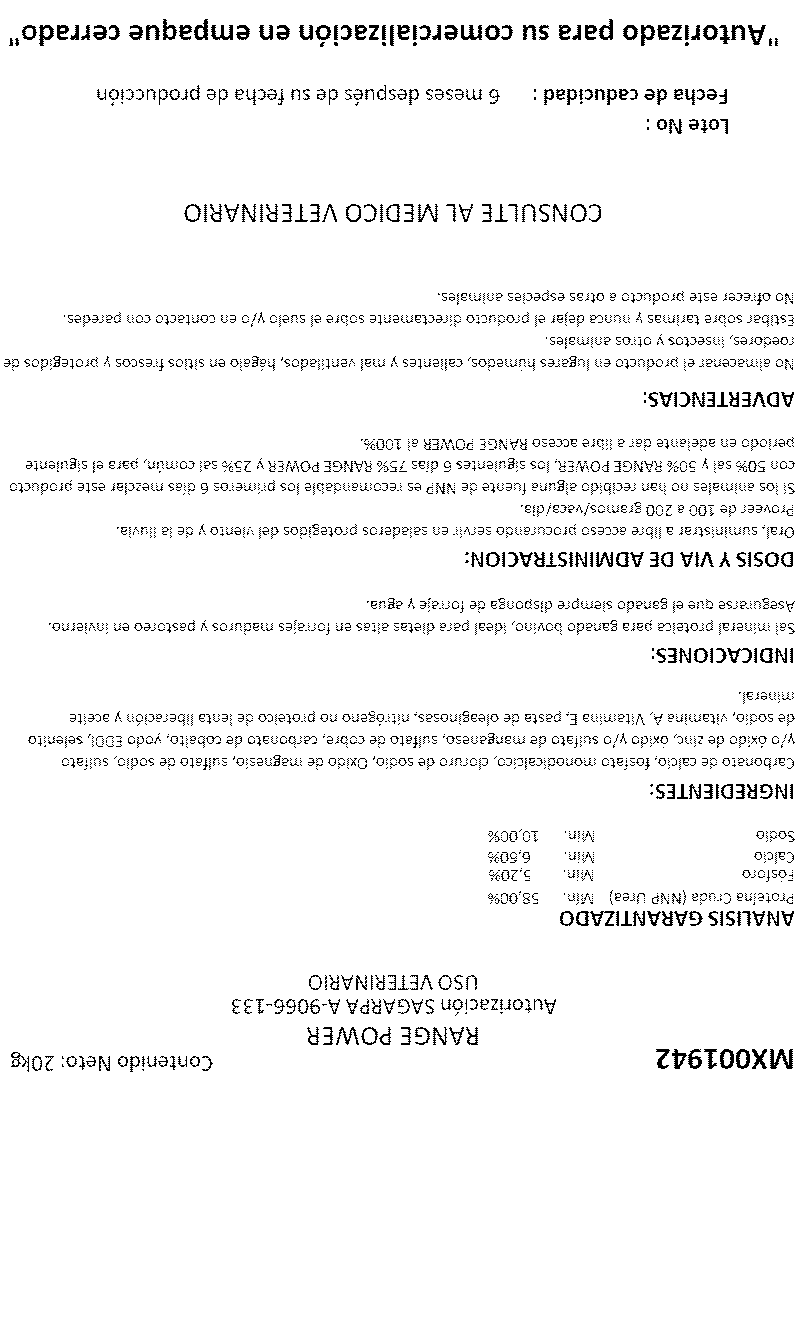 MX001942
Contenido Neto: 20kg
RANGE POWER
Autorización SAGARPA A-9066-133
USO VETERINARIO
ANALISIS GARANTIZADO
Proteína Cruda (NNP Urea) Mín. 58,00%
Fósforo Mín. 5,20%
Calcio Mín. 6,50%
Sodio Mín. 10,00%
INGREDIENTES:
Carbonato de calcio, fosfato monodicalcico, cloruro de sodio, Oxido de magnesio, sulfato de sodio, sulfato
y/o óxido de zinc, óxido y/o sulfato de manganeso, sulfato de cobre, carbonato de cobalto, yodo EDDI, selenito
de sodio, vitamina A, Vitamina E, pasta de oleaginosas, nitrógeno no proteico de lenta liberación y aceite
mineral.
INDICACIONES:
Sal mineral protéica para ganado bovino, ideal para dietas altas en forrajes maduros y pastoreo en invierno.
Asegurarse que el ganado siempre disponga de forraje y agua.
DOSIS Y VIA DE ADMINISTRACION:
Oral, suministrar a libre acceso procurando servir en saladeros protegidos del viento y de la lluvia.
Proveer de 100 a 200 gramos/vaca/día.
Si los animales no han recibido alguna fuente de NNP es recomandable los primeros 6 días mezclar este producto
con 50% sal y 50% RANGE POWER, los siguientes 6 días 75% RANGE POWER y 25% sal común, para el siguiente
periodo en adelante dar a libre acceso RANGE POWER al 100%.
ADVERTENCIAS:
No almacenar el producto en lugares húmedos, calientes y mal ventilados, hágalo en sitios frescos y protegidos de
roedores, insectos y otros animales.
Estibar sobre tarimas y nunca dejar el producto directamente sobre el suelo y/o en contacto con paredes.
No ofrecer este producto a otras especies animales.
CONSULTE AL MEDICO VETERINARIO
Lote No :
Fecha de caducidad : 6 meses después de su fecha de producción
"Autorizado para su comercialización en empaque cerrado"